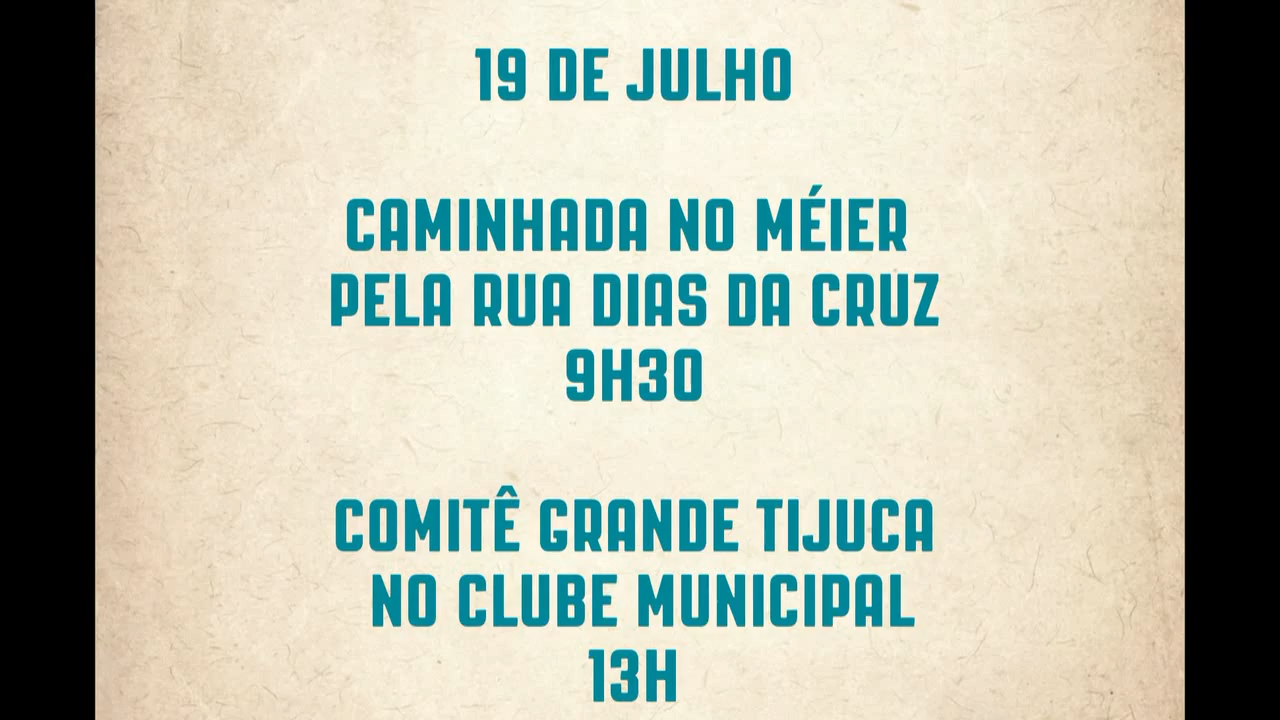 19 DE JULHO
CAMINHADA NO MÉIER
PELA RUA DIAS DA CRUZ
9H30
COMITÊ GRANDE TIJUCA
NO CLUBE MUNICIPAL
13H